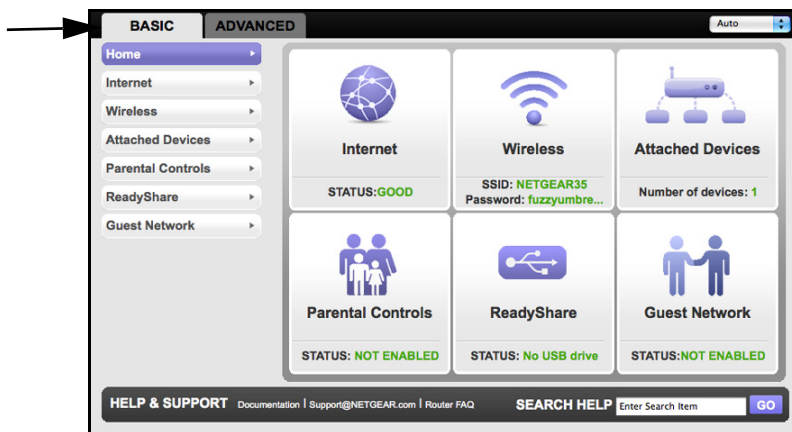 BASIC ADVANCED Auto
Home
Internet
Wireless
Attached Devices
Parental Controls
ReadyShare
Guest Network
Internet
STATUS:GOOD
Wireless
SSID: NETGEAR35
Password: fuzzyumbre...
Attached Devices
Number of devices: 1
Parental Controls
STATUS: NOT ENABLED
ReadyShare
STATUS: No USB drive
Guest Network
STATUS:NOT ENABLED
HELP & SUPPORT Documentation | Support@NETGEAR.com | Router FAQ SEARCH HELP Enter Search Item GO